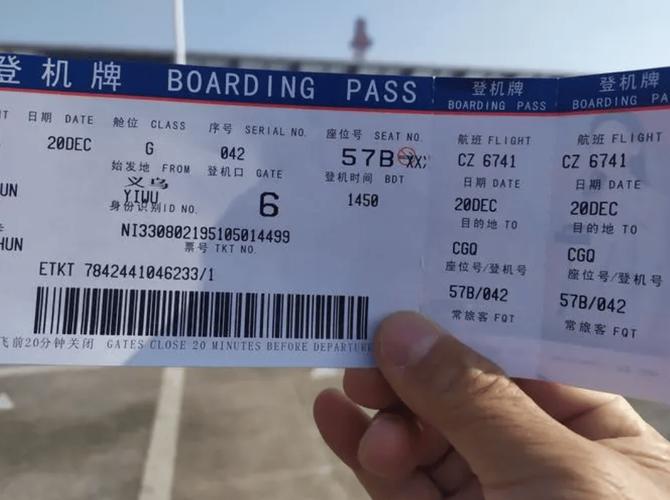 登机牌 BOARDING PASS
日期 DATE 舱位 CLASS 序号 SERIAL NO. 座位号 SEAT NO.
20DEC G 042 57B
始发地 FROM 登机口 GATE 登机时间 BDT
义乌
YIWU 6 1450
身份识别ID NO.
NI330802195105014499
票号 TKT NO.
ETKT 7842441046233/1
飞前20分钟关闭 GATES CLOSE 20 MINUTES BEFORE DEPARTURE
登机牌
BOARDING PASS
航班 FLIGHT
CZ 6741
日期 DATE
20DEC
目的地 TO
CGQ
座位号/登机号
57B/042
常旅客 FQT
登机牌
BOARDING PA
航班 FLIGHT
CZ 6741
日期 DATE
20DEC
目的地 TO
CGQ
座位号/登机号
57B/042
常旅客 FQT